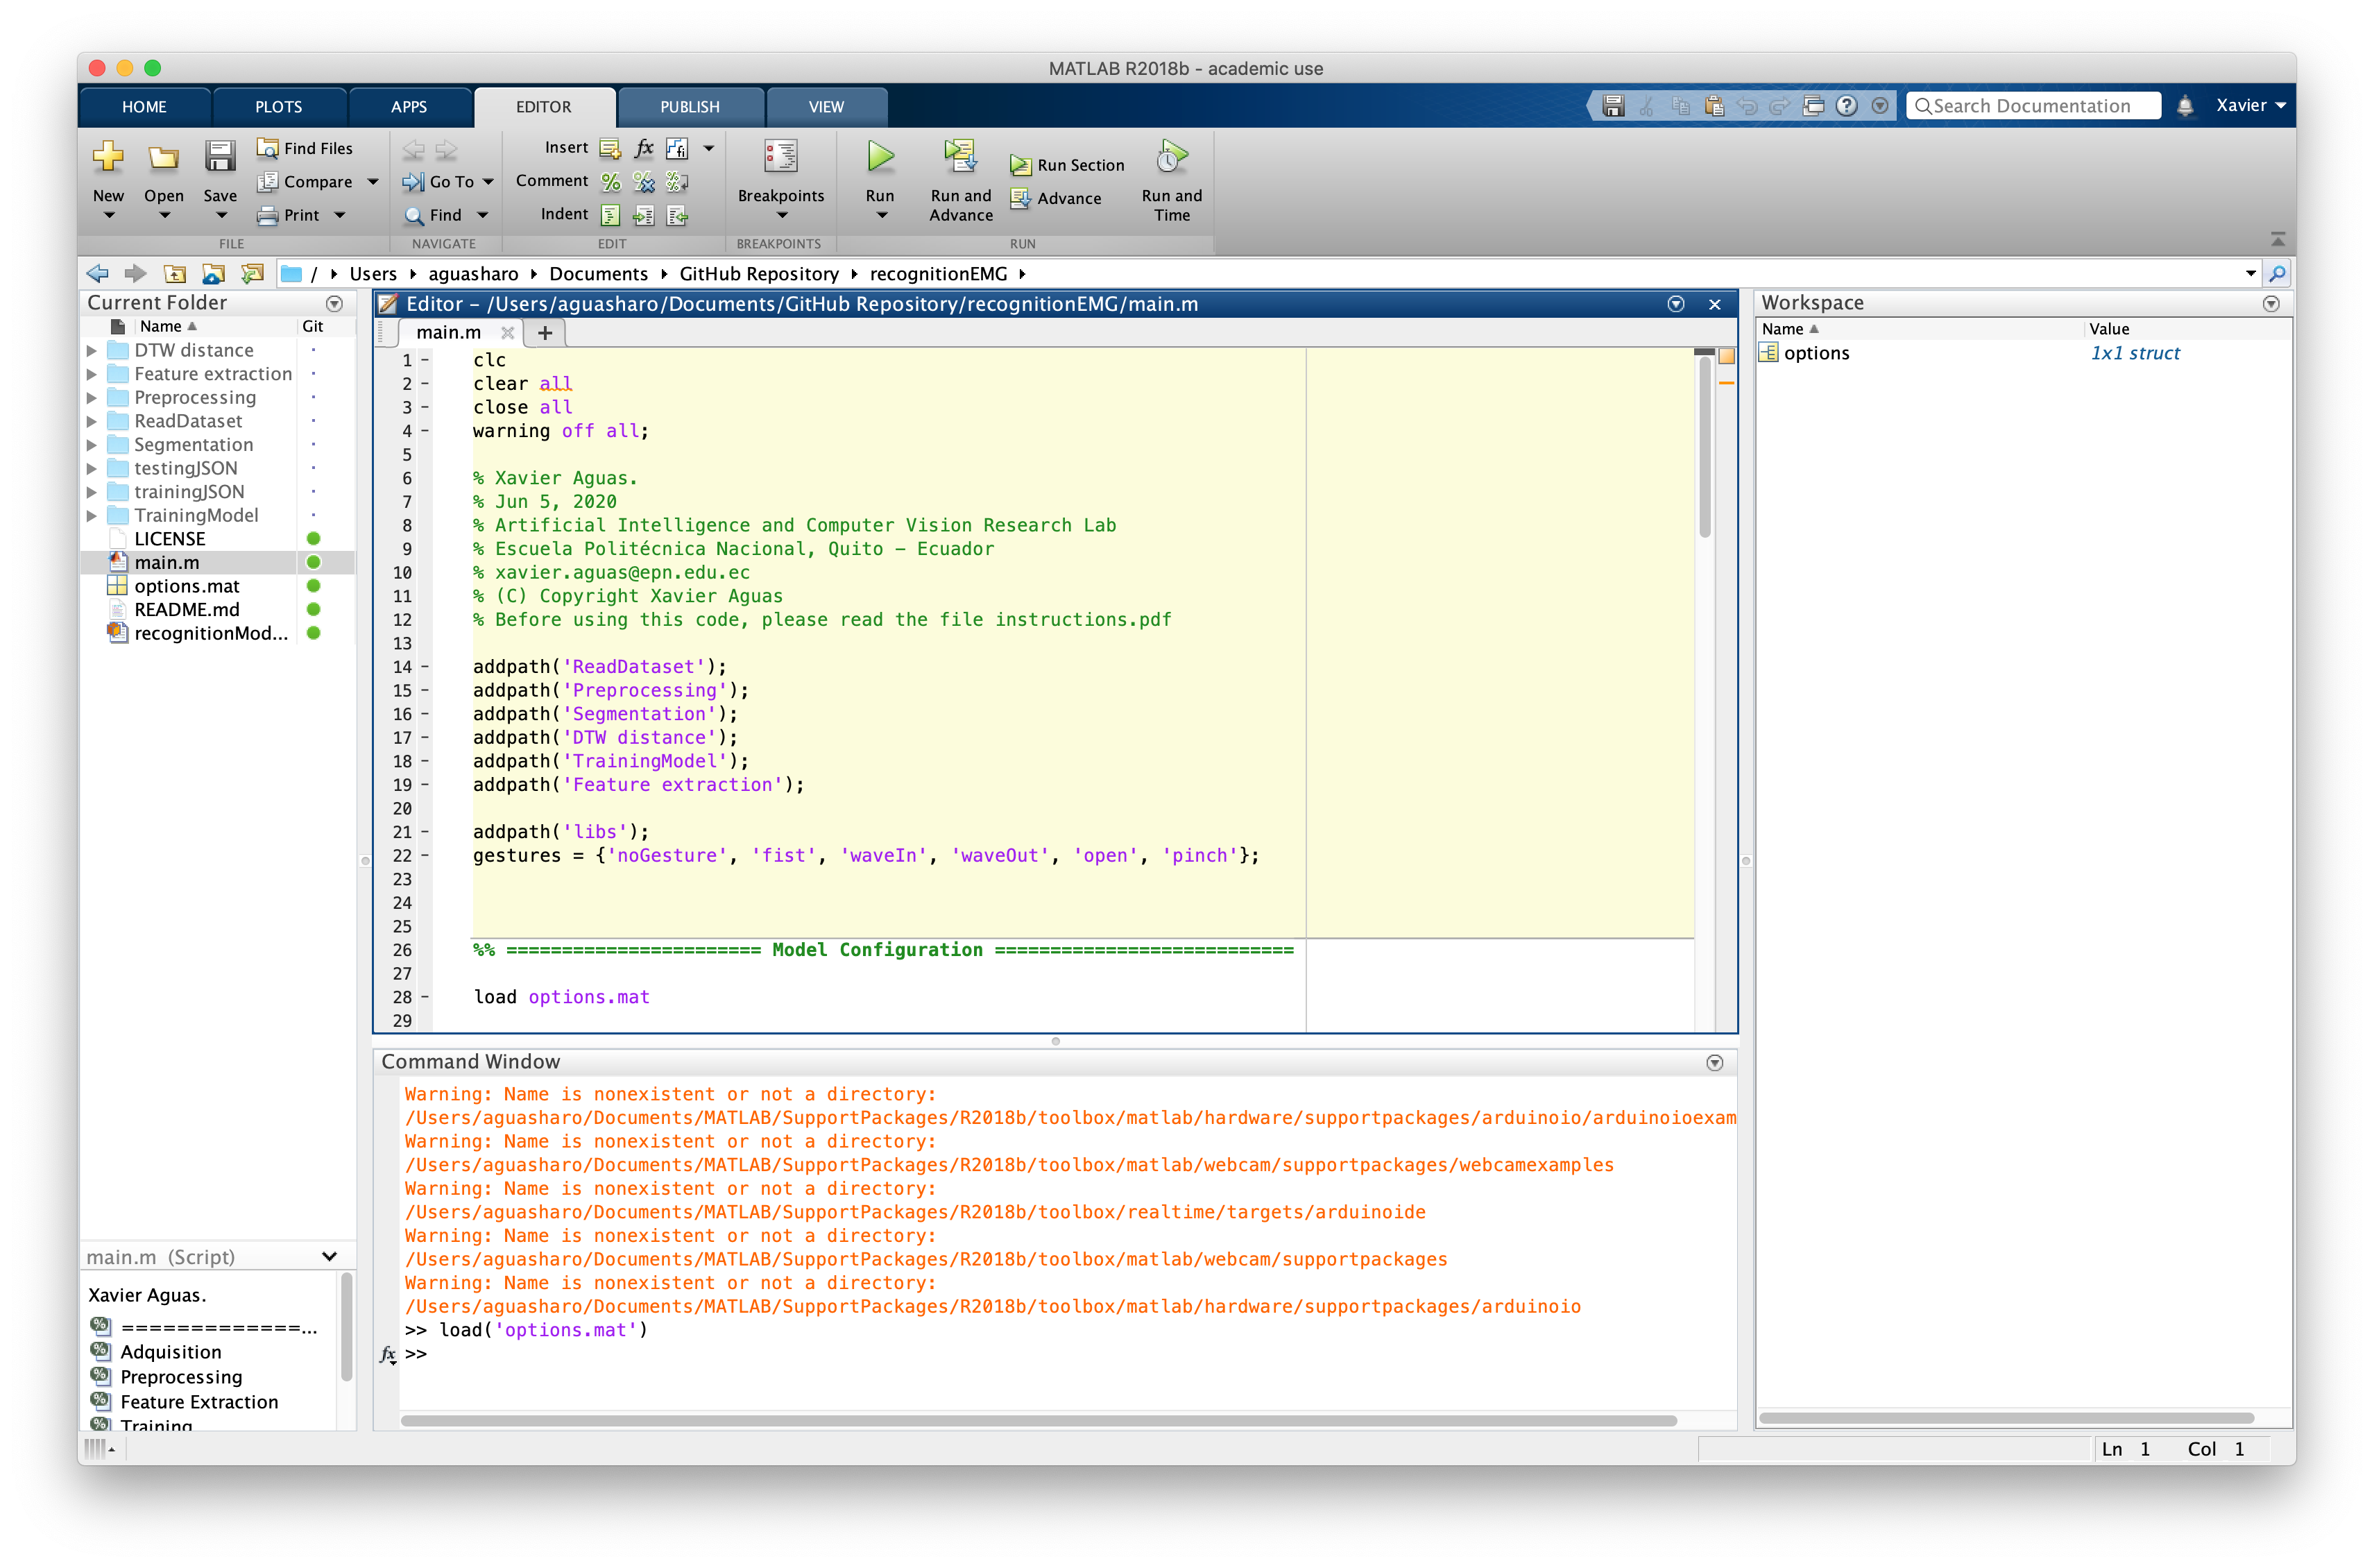 MATLAB R2018b - academic use
HOME PLOTS APPS EDITOR PUBLISH VIEW
Search Documentation
Xavier
New Open Save
Find Files
Compare
Print
FILE
Go To
Find
NAVIGATE
Insert
Comment
Indent
EDIT
Breakpoints
BREAKPOINTS
Run
Run and Advance
Run Section
Advance
Run and Time
RUN
/ Users aguasharo Documents GitHub Repository recognitionEMG
Current Folder
Name Git
DTW distance
Feature extraction
Preprocessing
ReadDataset
Segmentation
testingJSON
trainingJSON
TrainingModel
LICENSE
main.m
options.mat
README.md
recognitionMod...
main.m (Script)
Xavier Aguas.
=============...
Adquisition
Preprocessing
Feature Extraction
Training
Editor – /Users/aguasharo/Documents/GitHub Repository/recognitionEMG/main.m
main.m
1 – clc
2 – clear all
3 – close all
4 – warning off all;
5
6 % Xavier Aguas.
7 % Jun 5, 2020
8 % Artificial Intelligence and Computer Vision Research Lab
9 % Escuela Politécnica Nacional, Quito – Ecuador
10 % xavier.aguas@epn.edu.ec
11 % (C) Copyright Xavier Aguas
12 % Before using this code, please read the file instructions.pdf
13
14 – addpath('ReadDataset');
15 – addpath('Preprocessing');
16 – addpath('Segmentation');
17 – addpath('DTW distance');
18 – addpath('TrainingModel');
19 – addpath('Feature extraction');
20
21 – addpath('libs');
22 – gestures = {'noGesture', 'fist', 'waveIn', 'waveOut', 'open', 'pinch'};
23
24
25
26 %% ======================= Model Configuration ===========================
27
28 – load options.mat
29
Command Window
Warning: Name is nonexistent or not a directory:
/Users/aguasharo/Documents/MATLAB/SupportPackages/R2018b/toolbox/matlab/hardware/supportpackages/arduinoio/arduinoioexam
Warning: Name is nonexistent or not a directory:
/Users/aguasharo/Documents/MATLAB/SupportPackages/R2018b/toolbox/matlab/webcam/supportpackages/webcamexamples
Warning: Name is nonexistent or not a directory:
/Users/aguasharo/Documents/MATLAB/SupportPackages/R2018b/toolbox/realtime/targets/arduinoide
Warning: Name is nonexistent or not a directory:
/Users/aguasharo/Documents/MATLAB/SupportPackages/R2018b/toolbox/matlab/webcam/supportpackages
Warning: Name is nonexistent or not a directory:
/Users/aguasharo/Documents/MATLAB/SupportPackages/R2018b/toolbox/matlab/hardware/supportpackages/arduinoio
>> load('options.mat')
fx >>
Workspace
Name Value
options 1x1 struct
Ln 1 Col 1